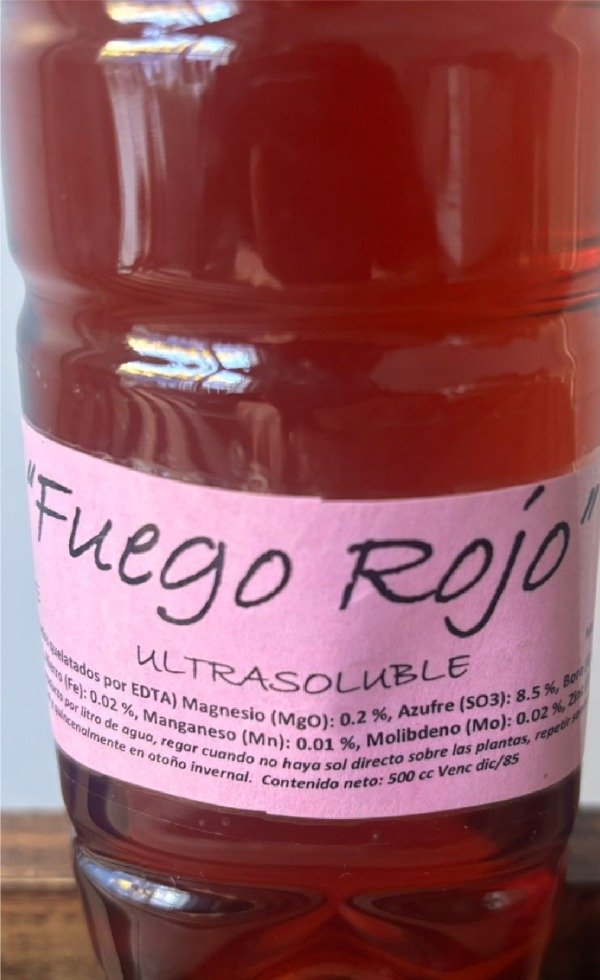 "Fuego Rojo"
ULTRASOLUBLE
quelatados por EDTA) Magnesio (MgO): 0.2 %, Azufre (SO3): 8.5 %, Boro
Hierro (Fe): 0.02 %, Manganeso (Mn): 0.01 %, Molibdeno (Mo): 0.02 %,
por litro de agua, regar cuando no haya sol directo sobre las plantas, repetir
quincenalmente en otoño invernal. Contenido neto: 500 cc Venc dic/85